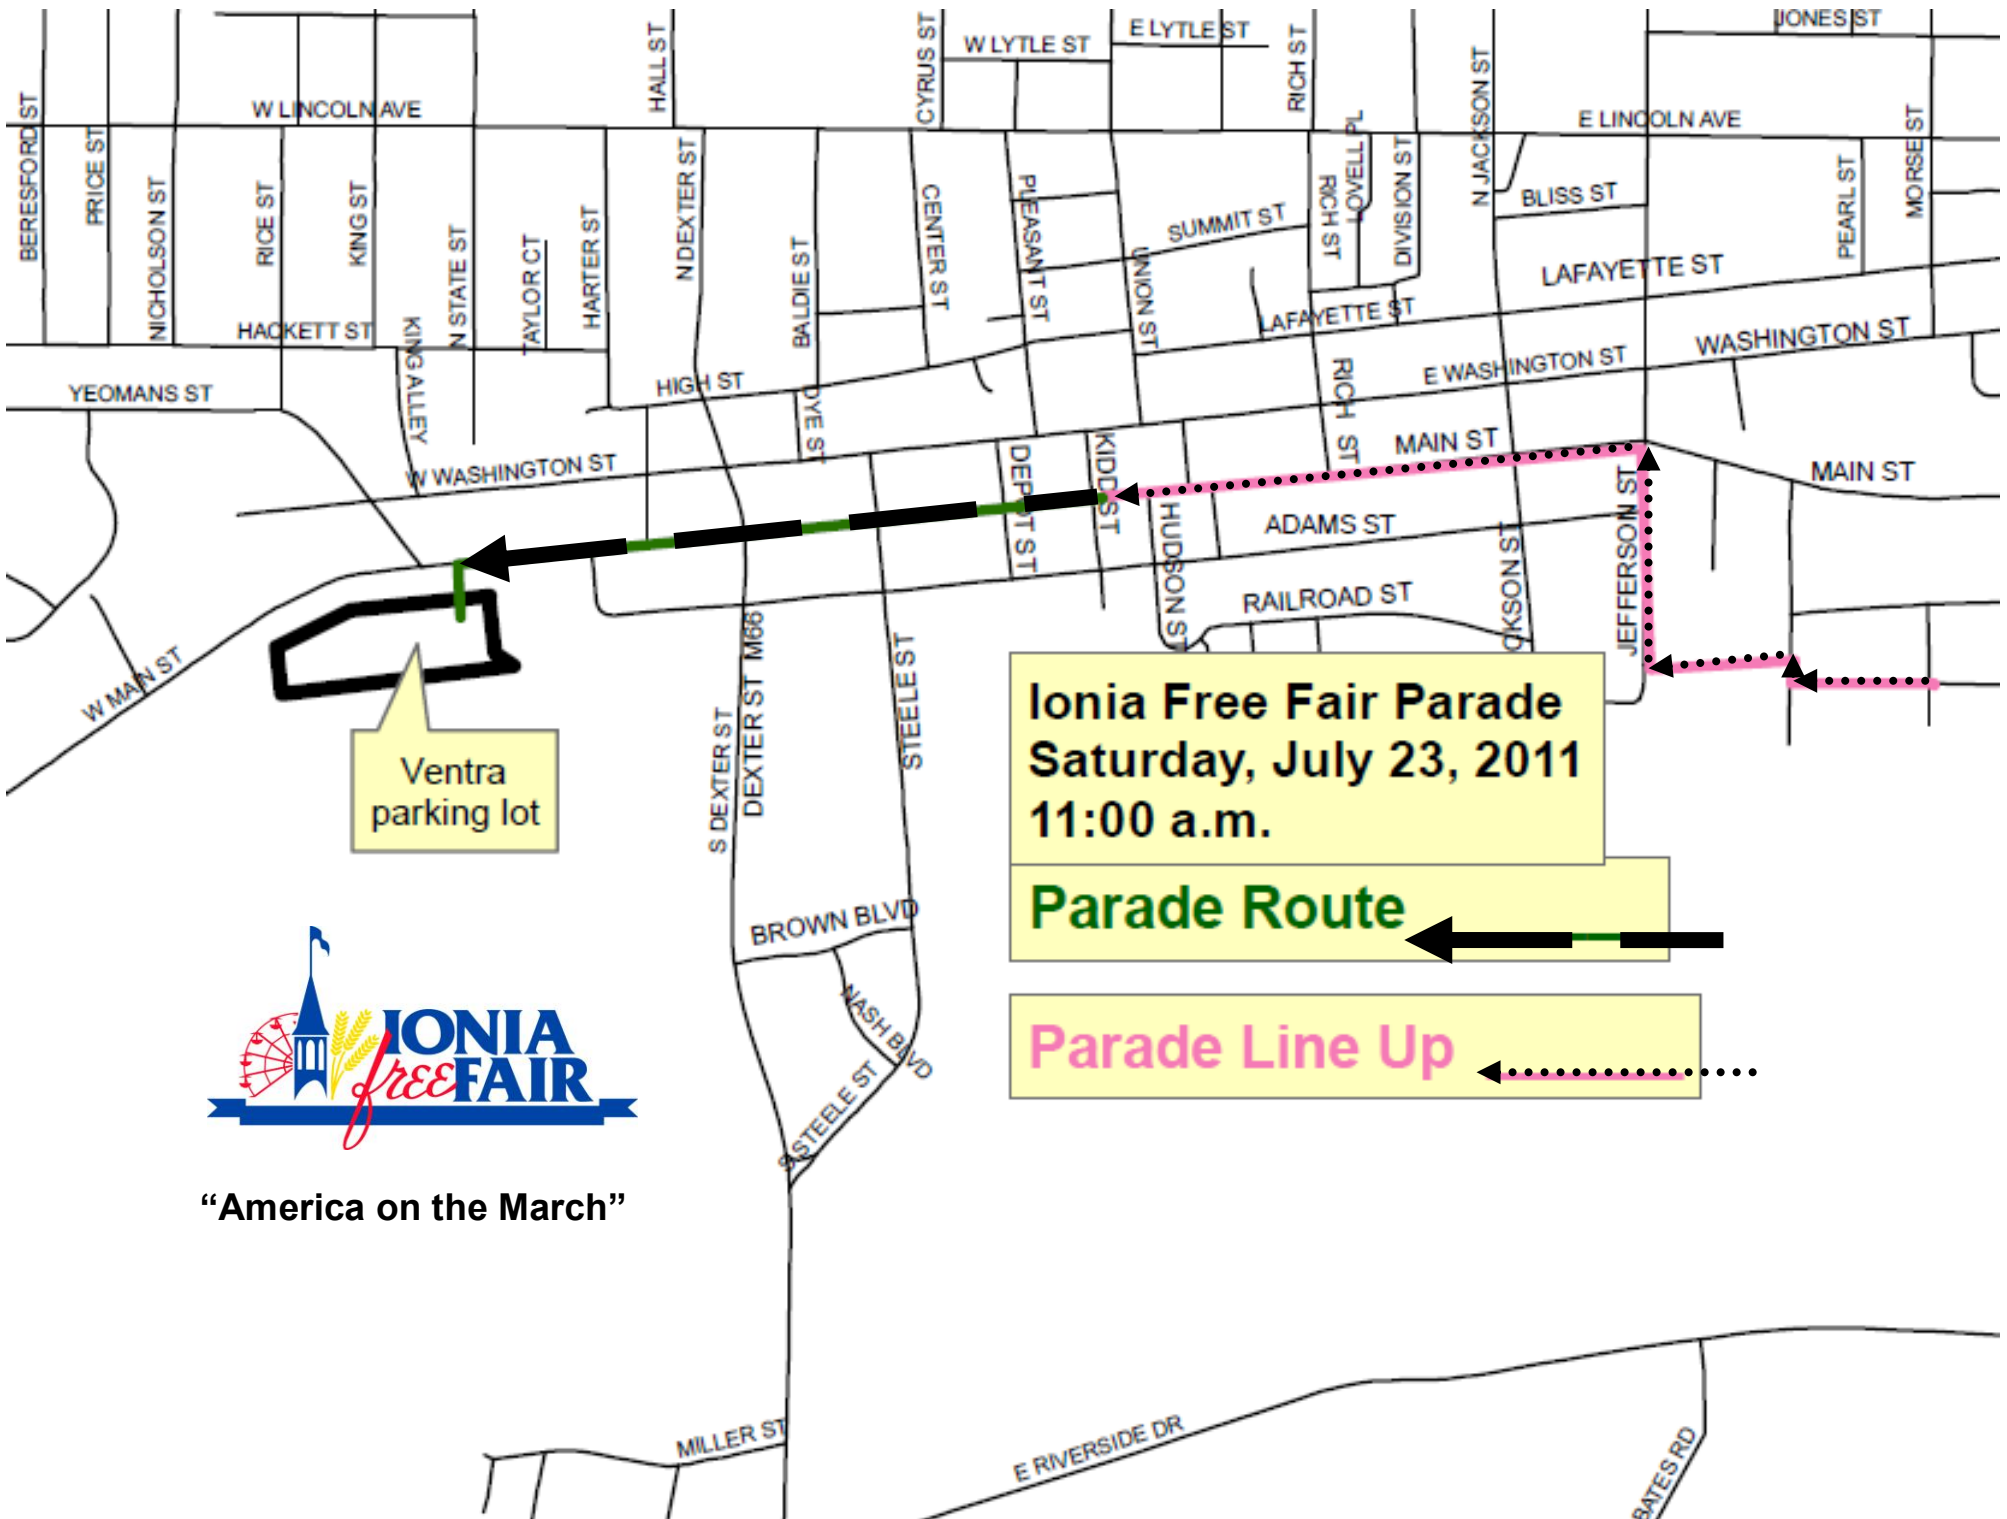 JONES ST
E LYTLE ST
W LYTLE ST
HALL ST
CYRUS ST
RICH ST
N JACKSON ST
W LINCOLN AVE
E LINCOLN AVE
BERESFORD ST
PRICE ST
NICHOLSON ST
RICE ST
KING ST
N STATE ST
TAYLOR CT
HARTER ST
N DEXTER ST
BALDIE ST
CENTER ST
PLEASANT ST
UNION ST
SUMMIT ST
RICH ST
LOVELL PL
DIVISION ST
BLISS ST
PEARL ST
MORSE ST
LAFAYETTE ST
LAFAYETTE ST
HACKETT ST
KING ALLEY
WASHINGTON ST
E WASHINGTON ST
YEOMANS ST
HIGH ST
DYE ST
RICH ST
W WASHINGTON ST
DEPOT ST
KIDD ST
MAIN ST
MAIN ST
HUDSON ST
ADAMS ST
JEFFERSON ST
CKSON ST
RAILROAD ST
W MAIN ST
S DEXTER ST
DEXTER ST M66
STEELE ST
Ventra
parking lot
Ionia Free Fair Parade
Saturday, July 23, 2011
11:00 a.m.
Parade Route
Parade Line Up
BROWN BLVD
NASH BLVD
S STEELE ST
IONIA
free FAIR
“America on the March”
MILLER ST
E RIVERSIDE DR
BATES RD